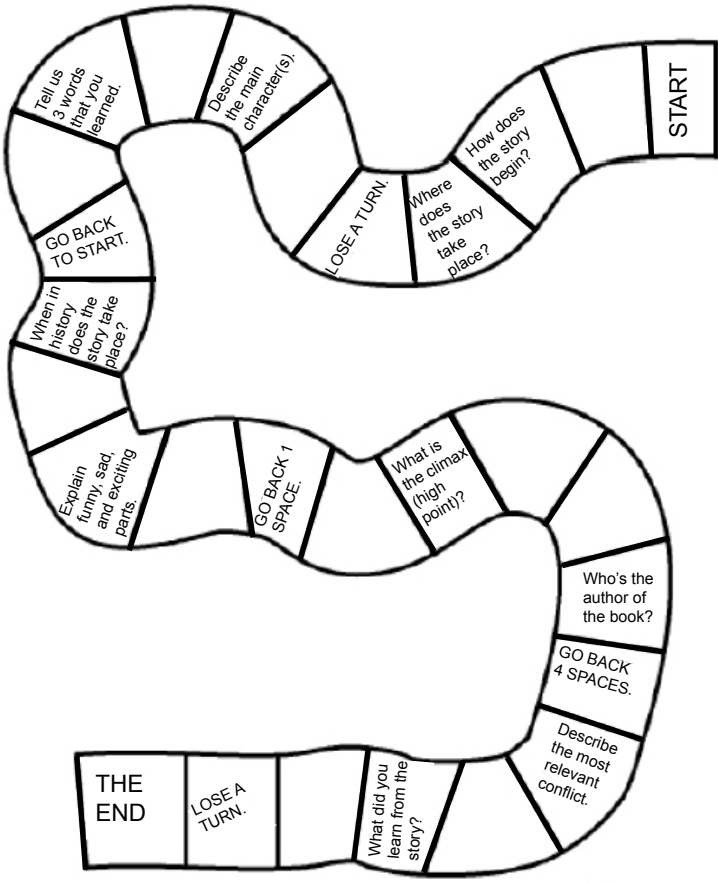 START
How does
the story
begin?
Where
does
the story
take
place?
LOSE A TURN.
Describe
the main
character(s).
Tell us
3 words
that you
learned.
GO BACK
TO START.
When in
history
does the
story take
place?
Explain
funny, sad,
and exciting
parts.
GO BACK 1
SPACE.
What is
the climax
(high
point)?
Who's the
author of
the book?
GO BACK
4 SPACES.
Describe
the most
relevant
conflict.
What did you
learn from the
story?
LOSE A
TURN.
THE
END